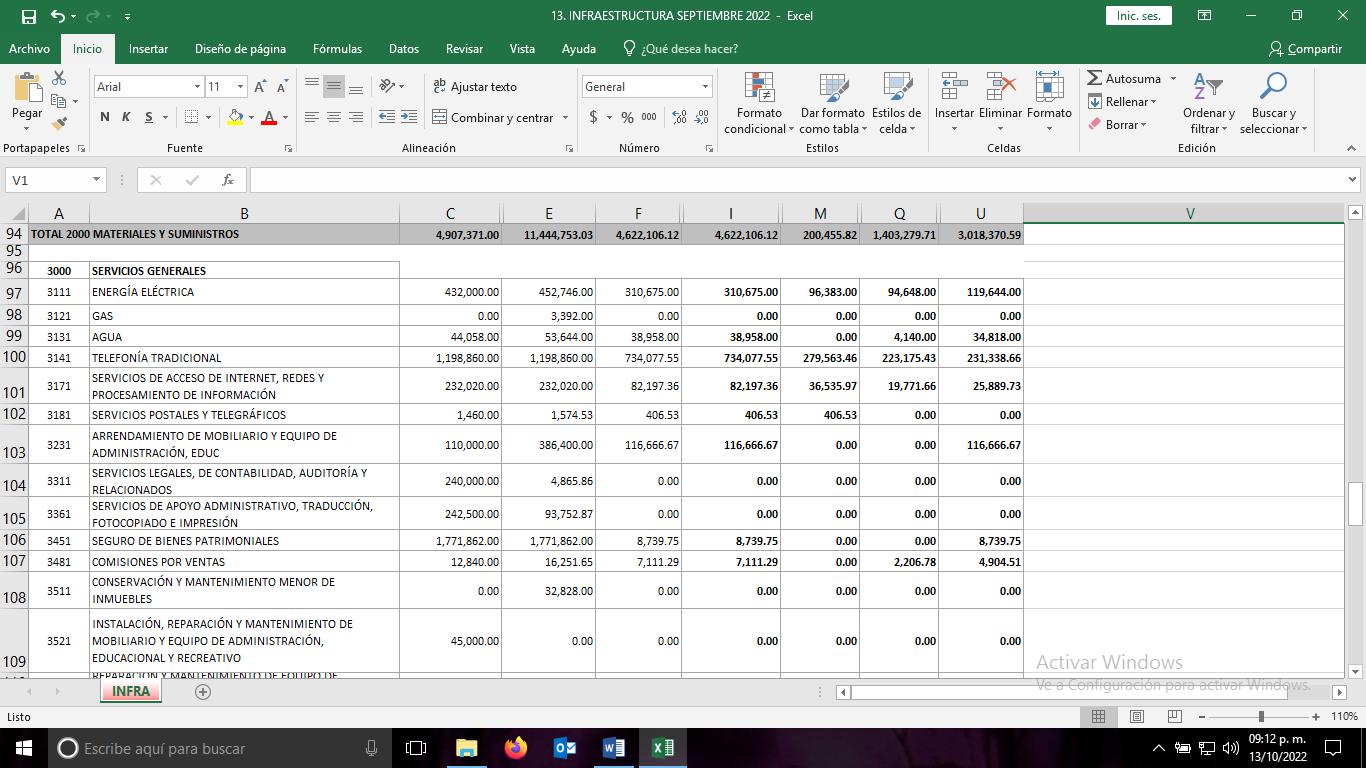 13. INFRAESTRUCTURA SEPTIEMBRE 2022 - Excel
Inic. ses.
Archivo Inicio Insertar Diseño de página Fórmulas Datos Revisar Vista Ayuda ¿Qué desea hacer? Compartir
Pegar
Portapapeles
Arial 11
N K S
Fuente
Ajustar texto
Combinar y centrar
Alineación
General
$ % 000
Número
Formato condicional
Dar formato como tabla
Estilos de celda
Estilos
Insertar Eliminar Formato
Celdas
Autosuma
Rellenar
Borrar
Ordenar y filtrar
Buscar y seleccionar
Edición
V1 fx
A B C E F I M Q U V
94 TOTAL 2000 MATERIALES Y SUMINISTROS 4,907,371.00 11,444,753.03 4,622,106.12 4,622,106.12 200,455.82 1,403,279.71 3,018,370.59
95
96 3000 SERVICIOS GENERALES
97 3111 ENERGÍA ELÉCTRICA 432,000.00 452,746.00 310,675.00 310,675.00 96,383.00 94,648.00 119,644.00
98 3121 GAS 0.00 3,392.00 0.00 0.00 0.00 0.00 0.00
99 3131 AGUA 44,058.00 53,644.00 38,958.00 38,958.00 0.00 4,140.00 34,818.00
100 3141 TELEFONÍA TRADICIONAL 1,198,860.00 1,198,860.00 734,077.55 734,077.55 279,563.46 223,175.43 231,338.66
101 3171 SERVICIOS DE ACCESO DE INTERNET, REDES Y
PROCESAMIENTO DE INFORMACIÓN 232,020.00 232,020.00 82,197.36 82,197.36 36,535.97 19,771.66 25,889.73
102 3181 SERVICIOS POSTALES Y TELEGRÁFICOS 1,460.00 1,574.53 406.53 406.53 406.53 0.00 0.00
103 3231 ARRENDAMIENTO DE MOBILIARIO Y EQUIPO DE
ADMINISTRACIÓN, EDUC 110,000.00 386,400.00 116,666.67 116,666.67 0.00 0.00 116,666.67
104 3311 SERVICIOS LEGALES, DE CONTABILIDAD, AUDITORÍA Y
RELACIONADOS 240,000.00 4,865.86 0.00 0.00 0.00 0.00 0.00
105 3361 SERVICIOS DE APOYO ADMINISTRATIVO, TRADUCCIÓN,
FOTOCOPIADO E IMPRESIÓN 242,500.00 93,752.87 0.00 0.00 0.00 0.00 0.00
106 3451 SEGURO DE BIENES PATRIMONIALES 1,771,862.00 1,771,862.00 8,739.75 8,739.75 0.00 0.00 8,739.75
107 3481 COMISIONES POR VENTAS 12,840.00 16,251.65 7,111.29 7,111.29 0.00 2,206.78 4,904.51
108 3511 CONSERVACIÓN Y MANTENIMIENTO MENOR DE
INMUEBLES 0.00 32,828.00 0.00 0.00 0.00 0.00 0.00
109 3521 INSTALACIÓN, REPARACIÓN Y MANTENIMIENTO DE
MOBILIARIO Y EQUIPO DE ADMINISTRACIÓN,
EDUCACIONAL Y RECREATIVO 45,000.00 0.00 0.00 0.00 0.00 0.00 0.00
REPARACIÓN Y MANTENIMIENTO DE EQUIPO DE
Activar Windows
Ve a Configuración para activar Windows.
INFRA
Listo
110%
Escribe aquí para buscar
09:12 p. m.
13/10/2022